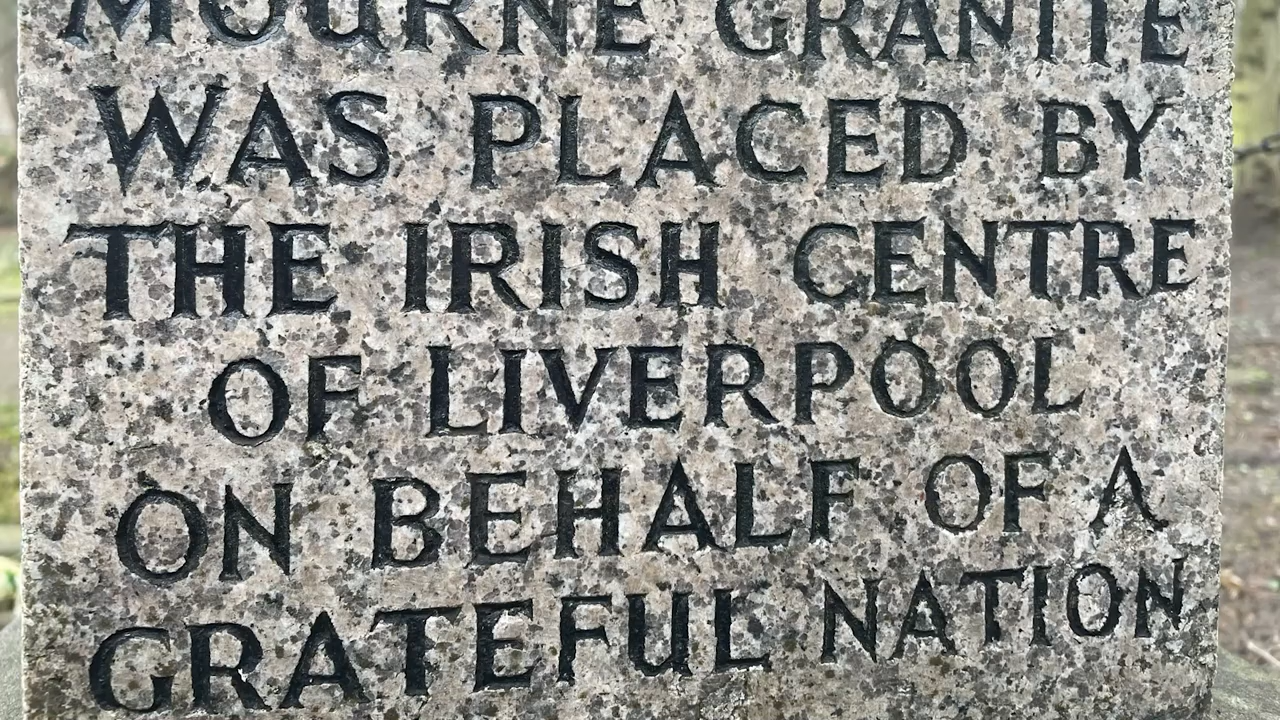 MOURNE GRANITE
WAS PLACED BY
THE IRISH CENTRE
OF LIVERPOOL
ON BEHALF OF A
GRATEFUL NATION